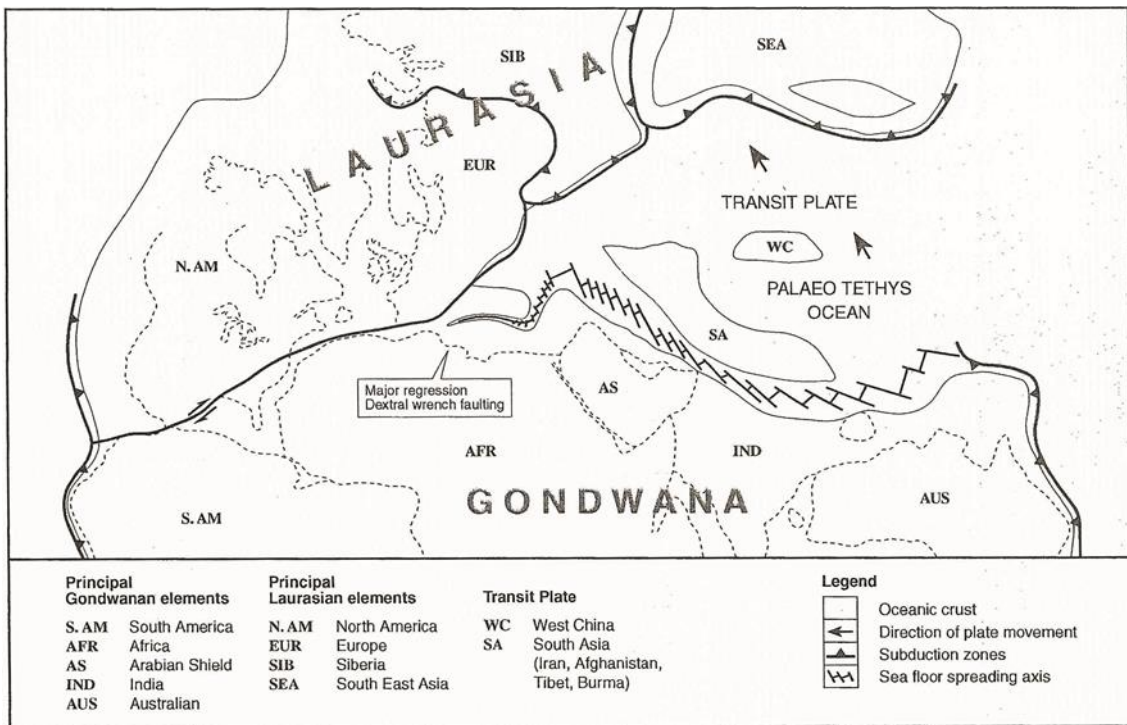 SIB
SEA
LAURASIA
EUR
TRANSIT PLATE
WC
N. AM
PALAEO TETHYS
OCEAN
SA
Major regression
Dextral wrench faulting
AS
AFR
IND
GONDWANA
AUS
S. AM
Principal
Gondwanan elements
S. AM South America
AFR Africa
AS Arabian Shield
IND India
AUS Australian
Principal
Laurasian elements
N. AM North America
EUR Europe
SIB Siberia
SEA South East Asia
Transit Plate
WC West China
SA South Asia
(Iran, Afghanistan,
Tibet, Burma)
Legend
Oceanic crust
Direction of plate movement
Subduction zones
Sea floor spreading axis